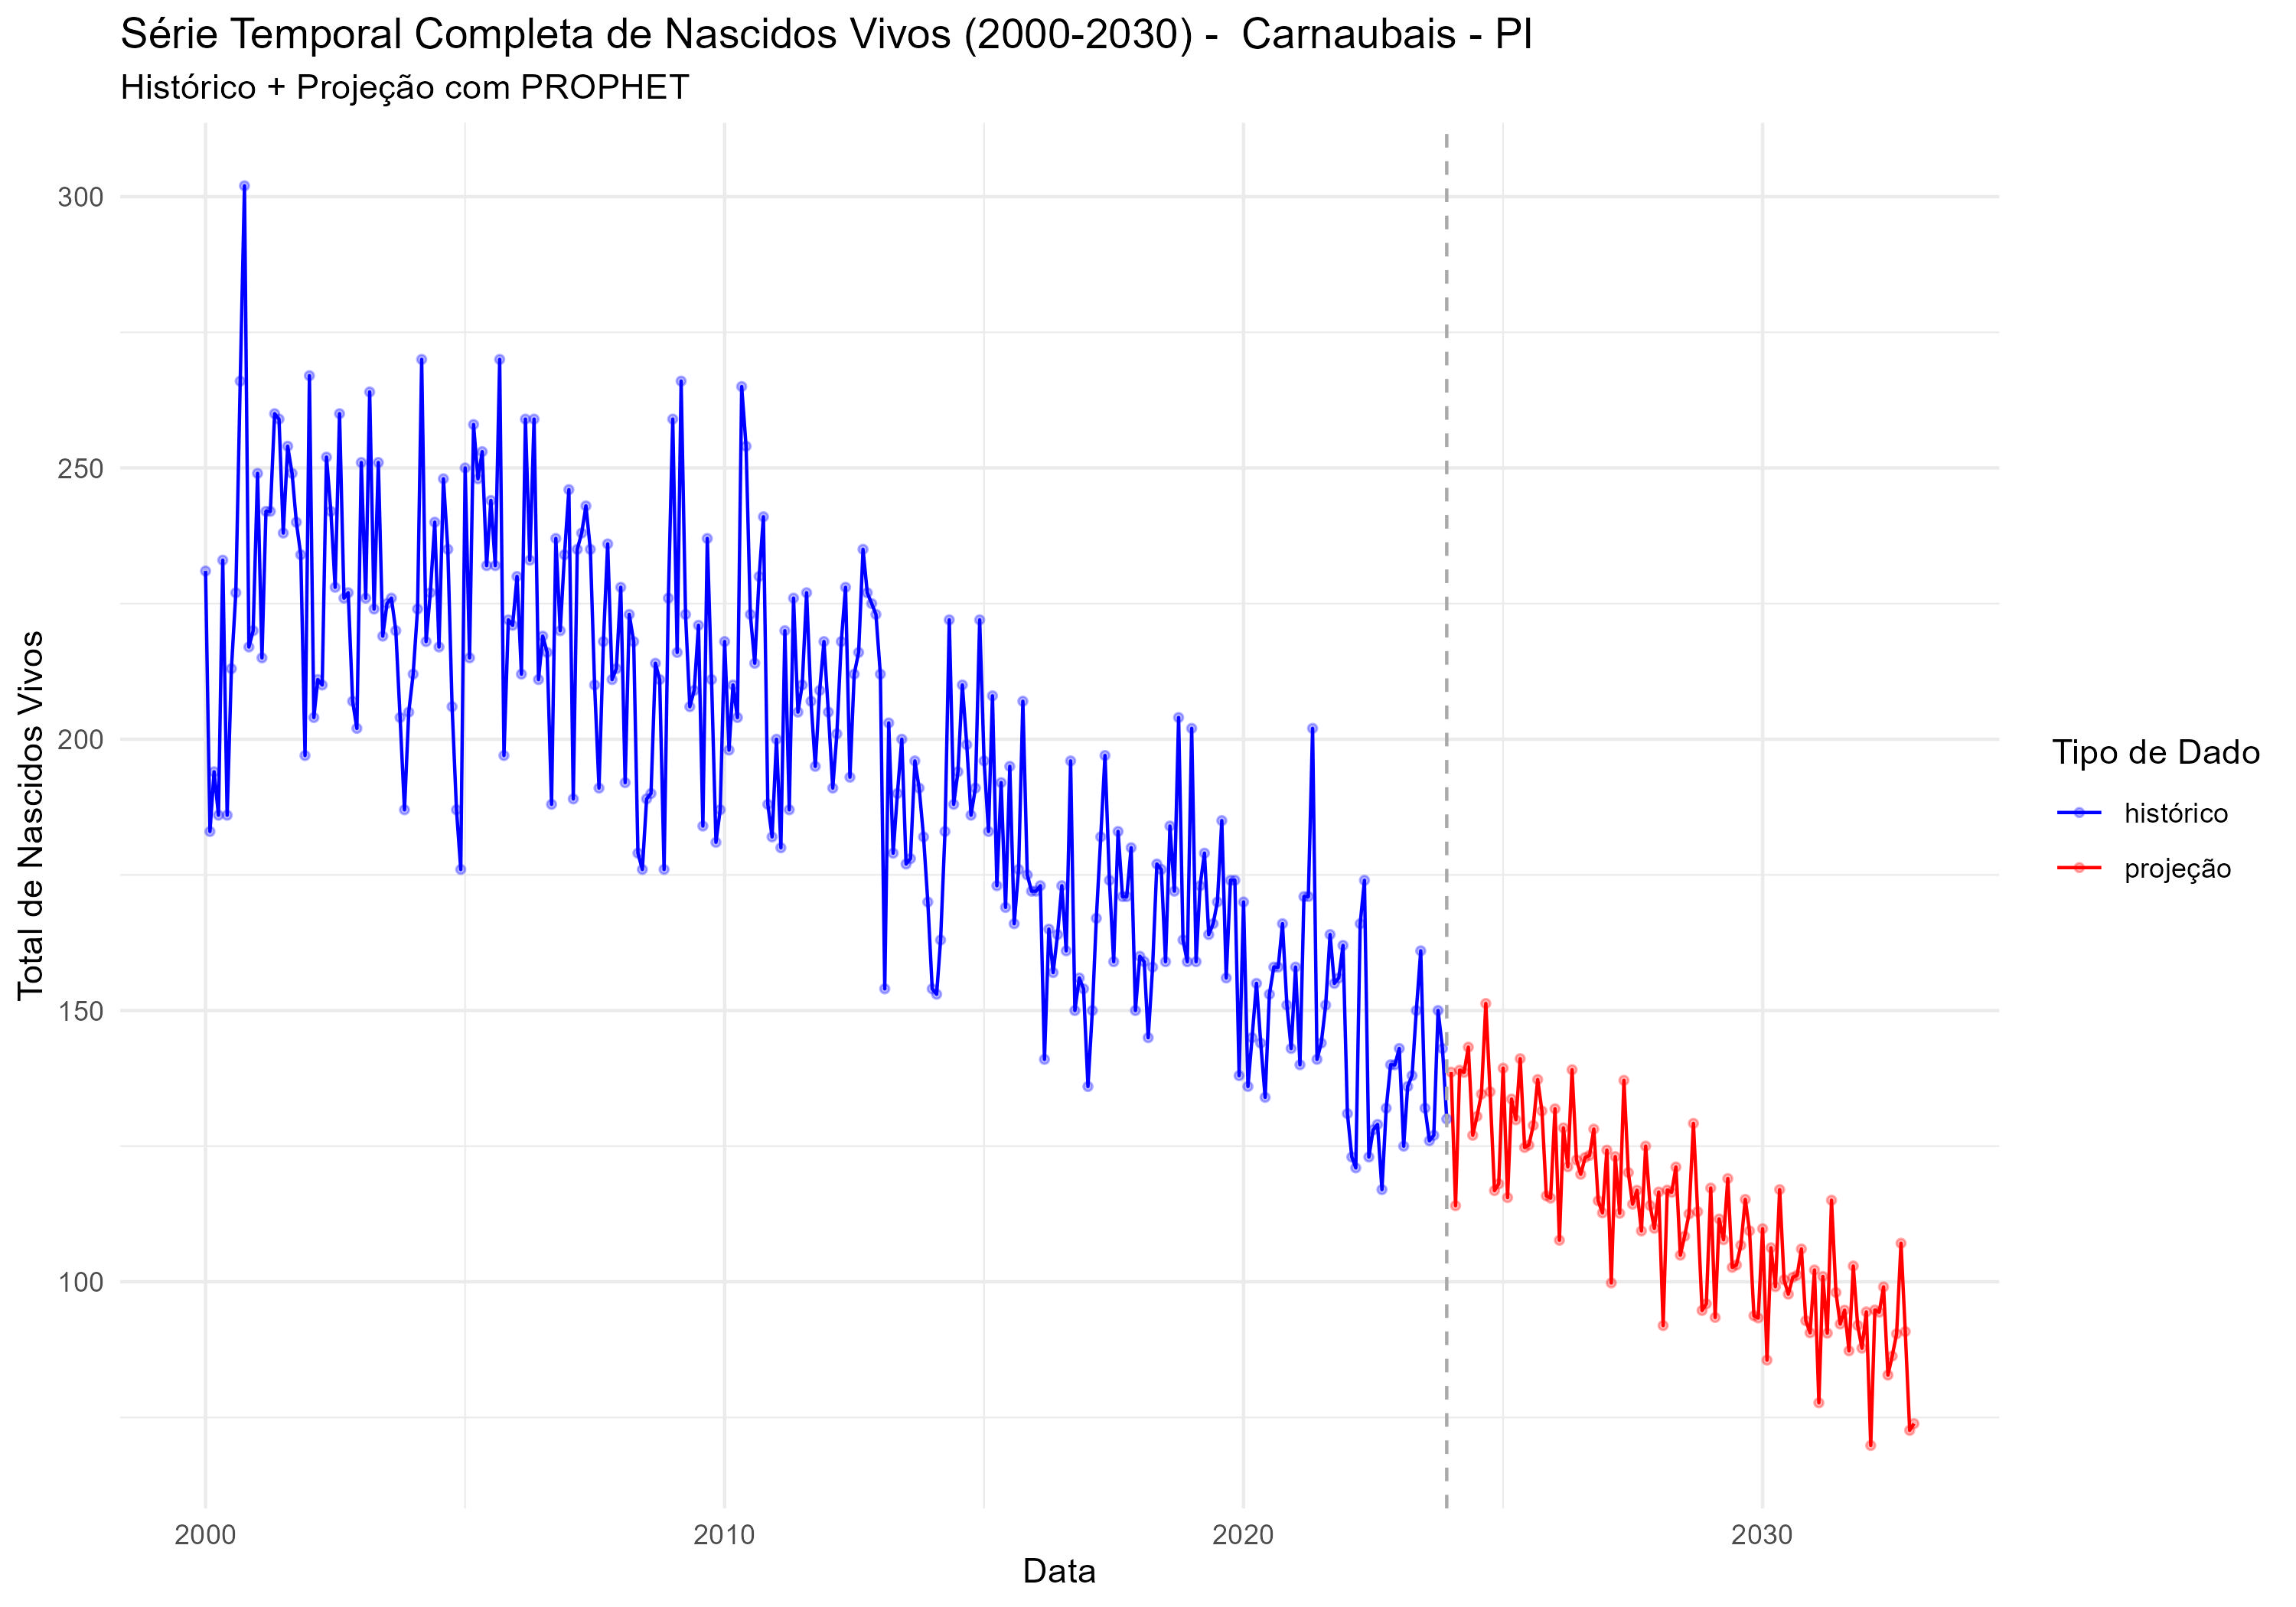 Série Temporal Completa de Nascidos Vivos (2000-2030) -  Carnaubais - PI
Histórico + Projeção com PROPHET
300
250
200
150
100
Total de Nascidos Vivos
2000
2010
2020
2030
Data
Tipo de Dado
histórico
projeção